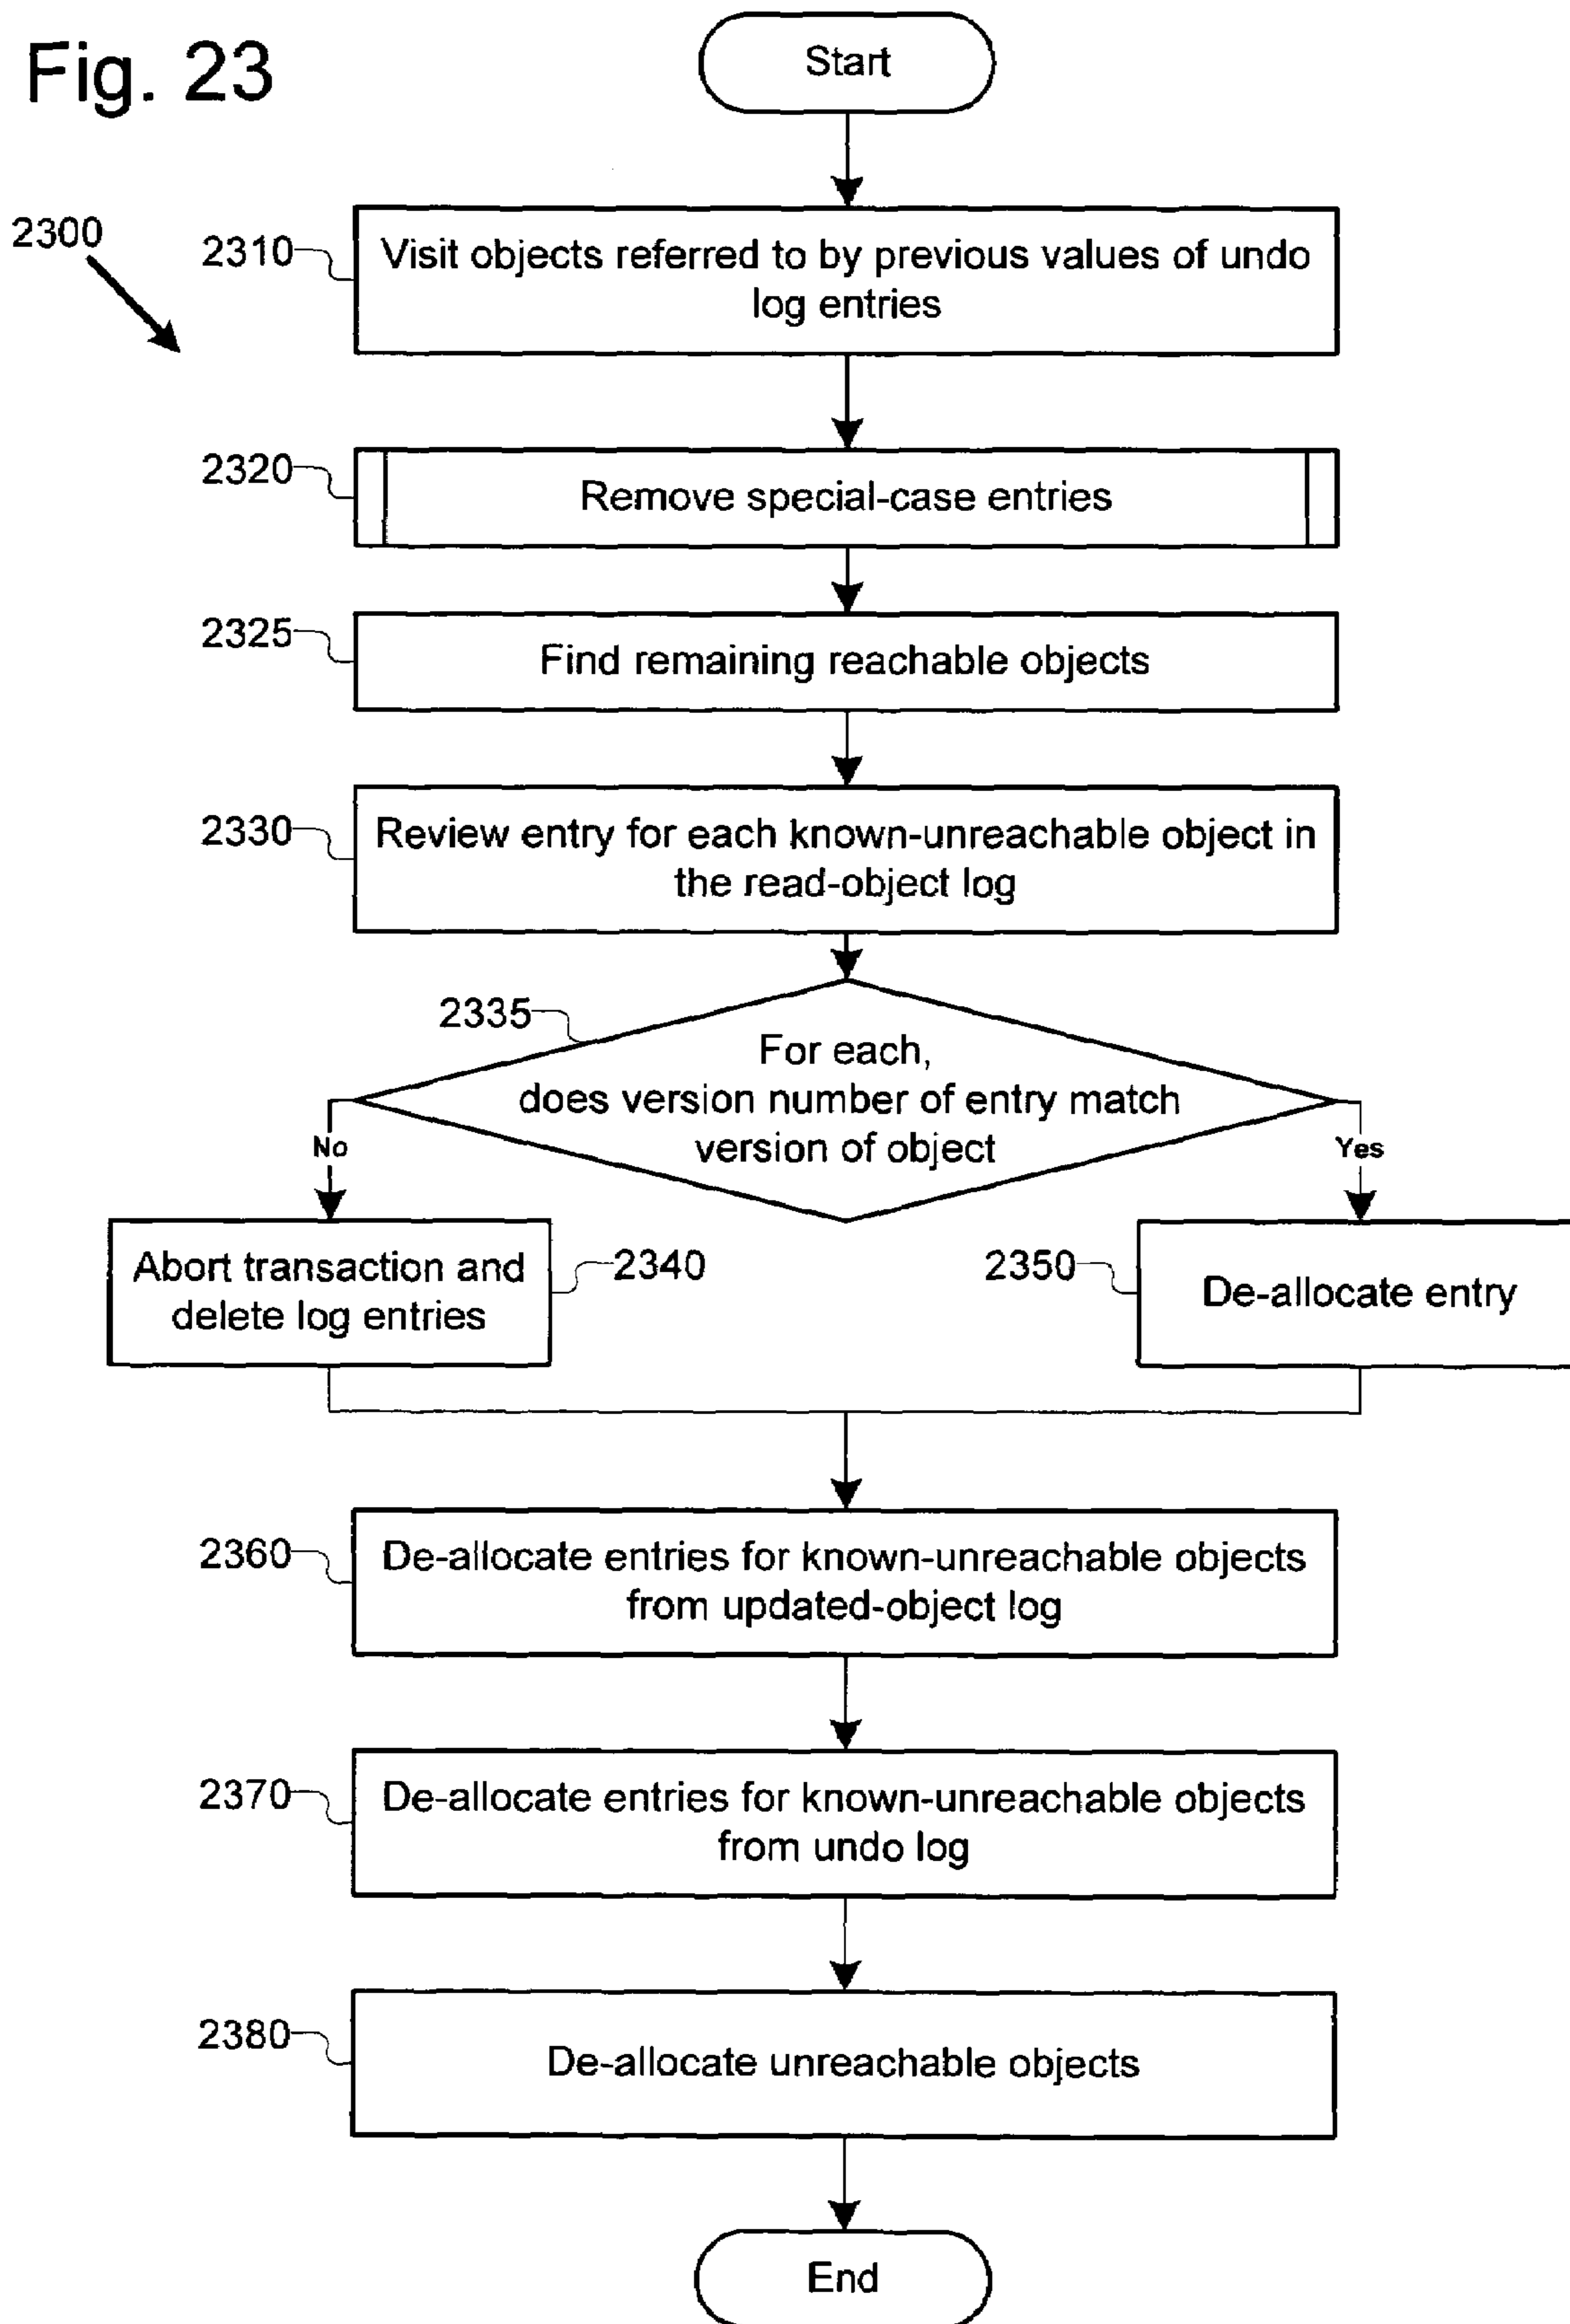 Fig. 23
Start
2300
2310
Visit objects referred to by previous values of undo
log entries
2320
Remove special-case entries
2325
Find remaining reachable objects
2330
Review entry for each known-unreachable object in
the read-object log
2335
For each,
does version number of entry match
version of object
No
Yes
Abort transaction and
delete log entries
2340
2350
De-allocate entry
2360
De-allocate entries for known-unreachable objects
from updated-object log
2370
De-allocate entries for known-unreachable objects
from undo log
2380
De-allocate unreachable objects
End